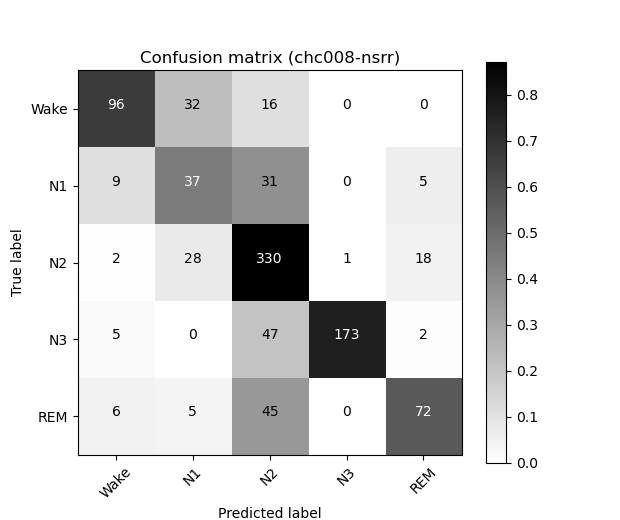 Confusion matrix (chc008-nsrr)
Wake 96 32 16 0 0
N1 9 37 31 0 5
N2 2 28 330 1 18
N3 5 0 47 173 2
REM 6 5 45 0 72
Wake N1 N2 N3 REM
Predicted label
True label
0.8
0.7
0.6
0.5
0.4
0.3
0.2
0.1
0.0